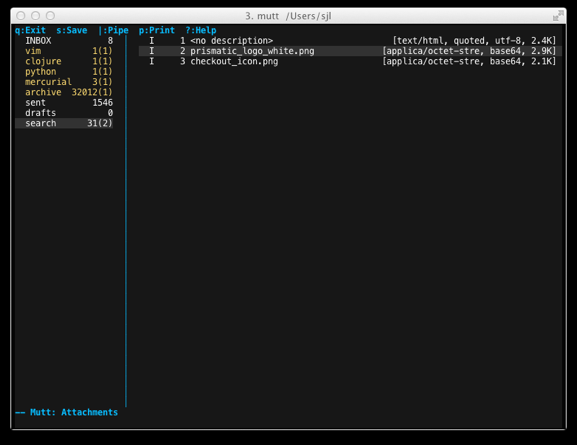 3. mutt /Users/sjl
q:Exit s:Save |:Pipe p:Print ?:Help
INBOX 8 I 1 <no description> [text/html, quoted, utf-8, 2.4K]
vim 1(1) I 2 prismatic_logo_white.png [applica/octet-stre, base64, 2.9K]
clojure 1(1) I 3 checkout_icon.png [applica/octet-stre, base64, 2.1K]
python 1(1)
mercurial 3(1)
archive 32012(1)
sent 1546
drafts 0
search 31(2)
-- Mutt: Attachments